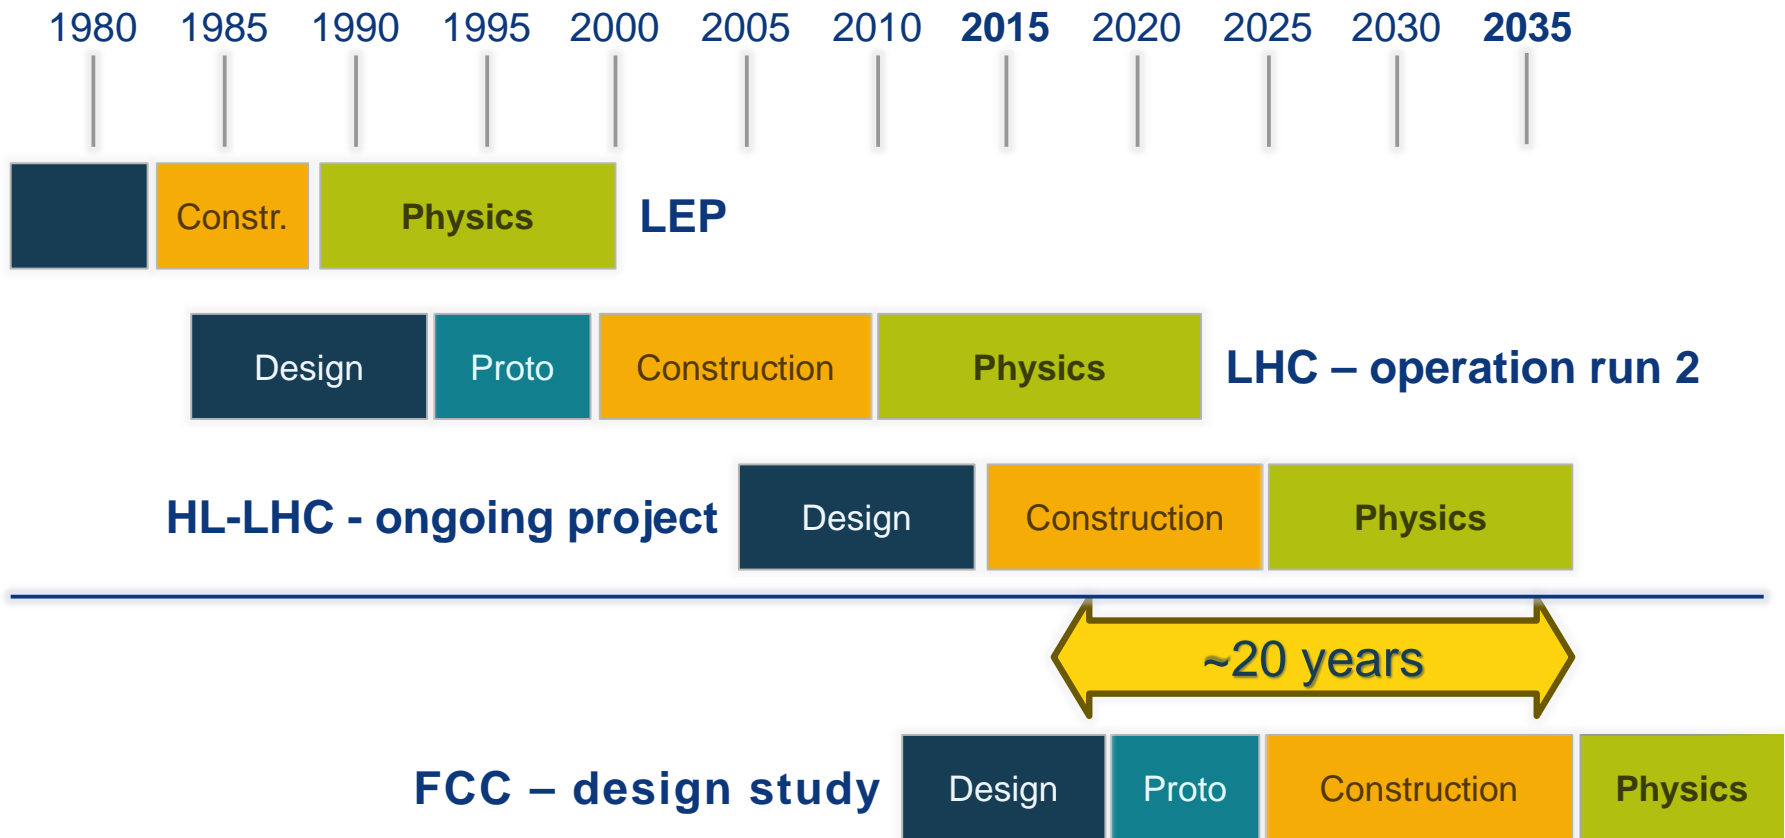 1980 1985 1990 1995 2000 2005 2010 2015 2020 2025 2030 2035
Constr. Physics LEP
Design Proto Construction Physics LHC – operation run 2
HL-LHC - ongoing project Design Construction Physics
~20 years
FCC – design study Design Proto Construction Physics